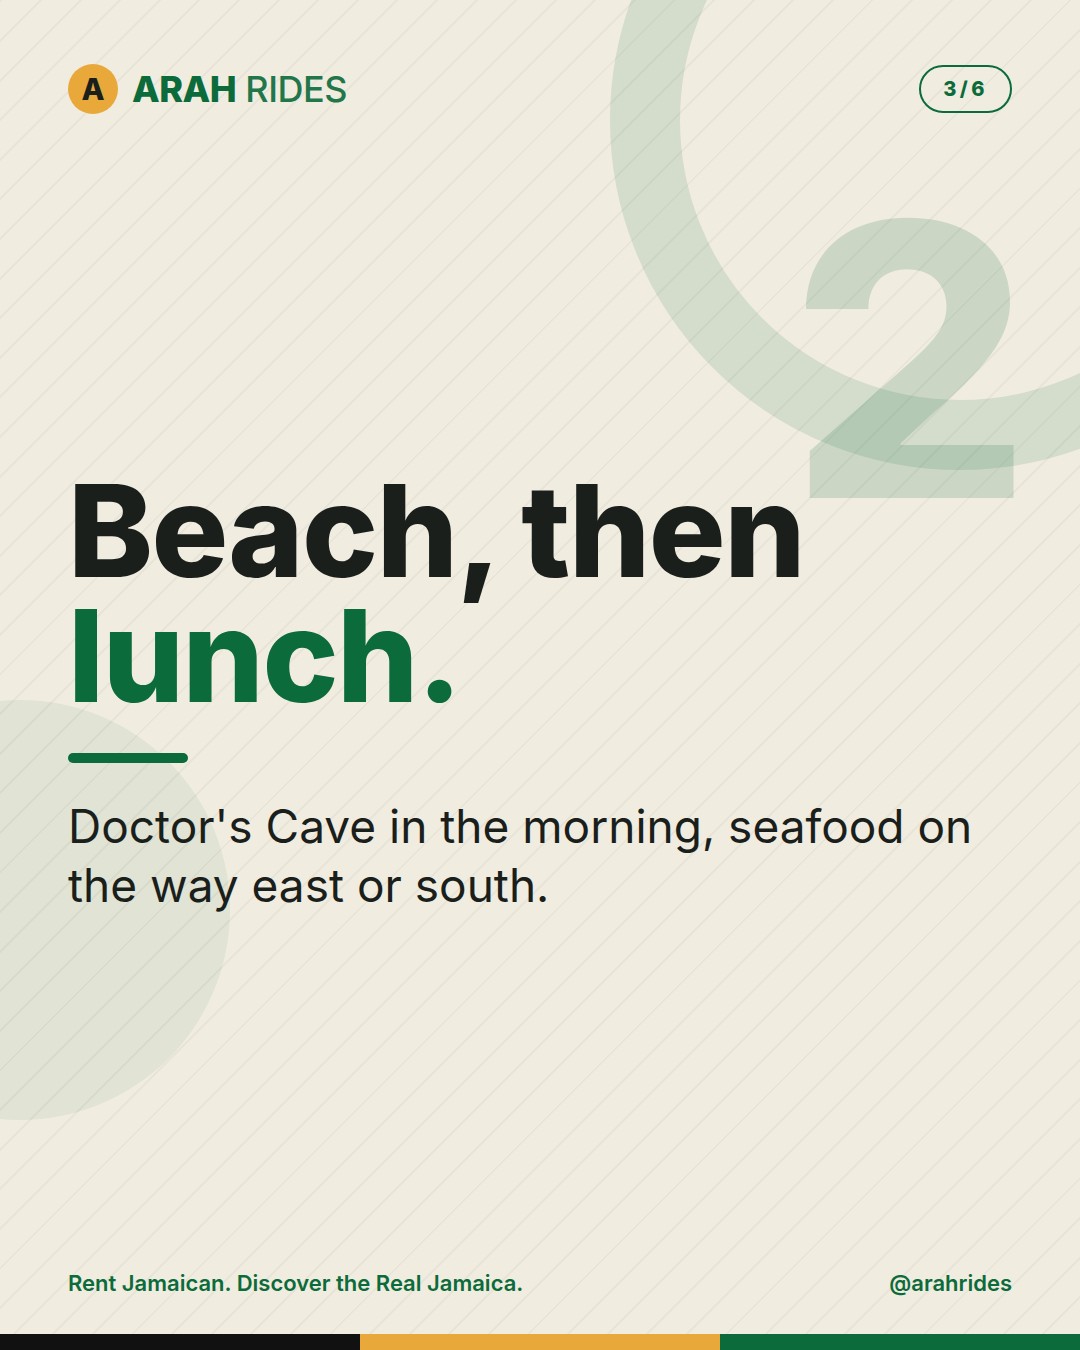 A ARAH RIDES
3/6
2
Beach, then
lunch.
Doctor's Cave in the morning, seafood on
the way east or south.
Rent Jamaican. Discover the Real Jamaica.
@arahrides